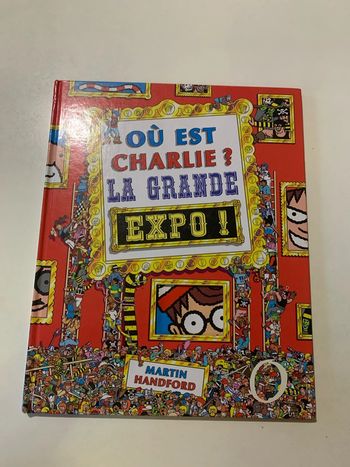 OÙ EST
CHARLIE?
LA GRANDE
EXPO !
MARTIN
HANDFORD